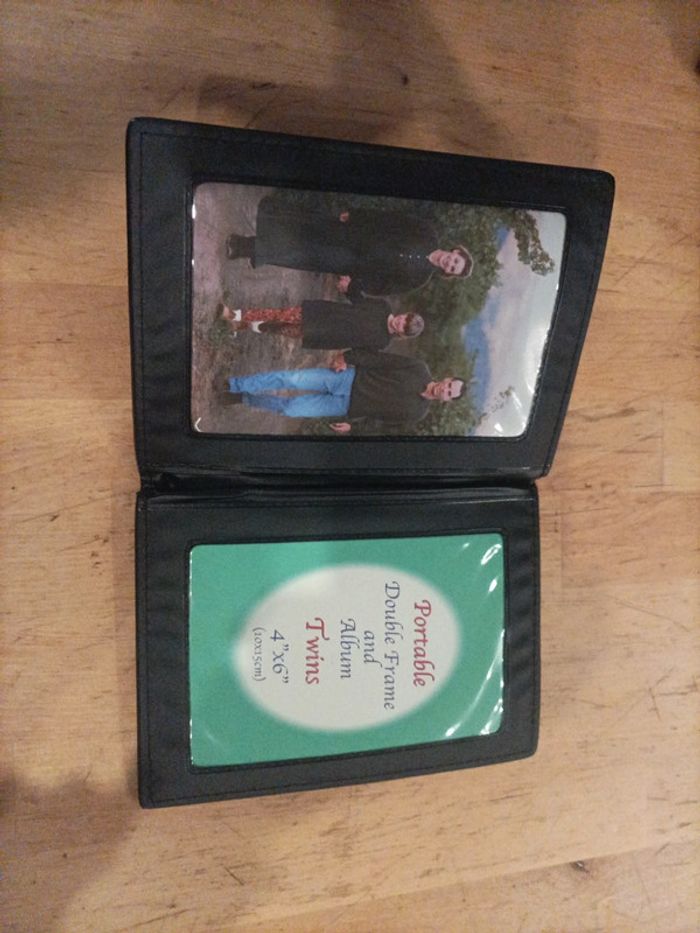 Portable
Double Frame
and
Album
Twins
4"x6"
(10x15cm)